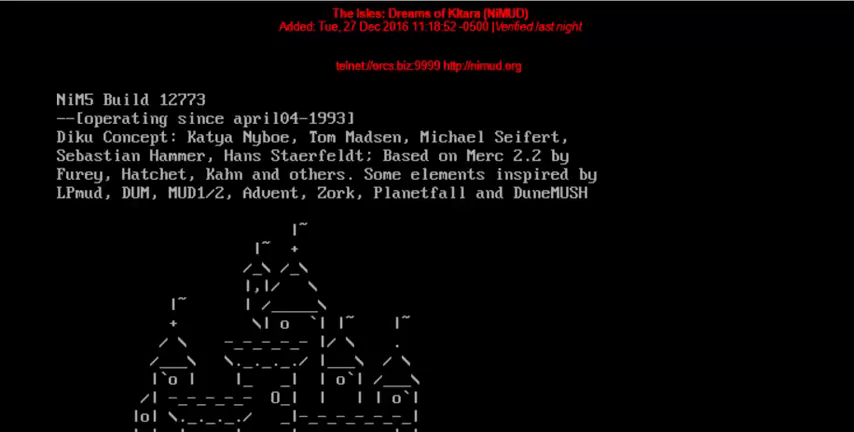 The Isles: Dreams of Kitara (NiMUD)
Added: Tue, 27 Dec 2016 11:18:52 -0500 | Verified last night
telnet://orcs.biz:9999 http://nimud.org
NiM5 Build 12773
--[operating since april04-1993]
Diku Concept: Katya Nyboe, Tom Madsen, Michael Seifert,
Sebastian Hammer, Hans Staerfeldt; Based on Merc 2.2 by
Furey, Hatchet, Kahn and others. Some elements inspired by
LPmud, DUM, MUD1/2, Advent, Zork, Planetfall and DuneMUSH